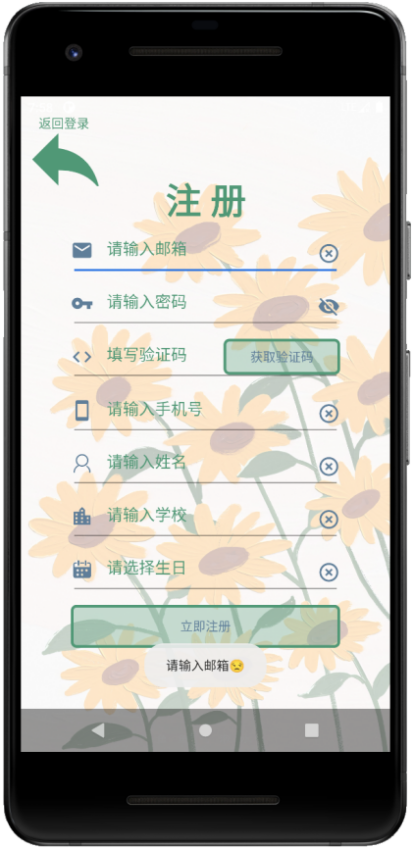 返回登录
注 册
请输入邮箱
请输入密码
填写验证码
获取验证码
请输入手机号
请输入姓名
请输入学校
请选择生日
立即注册
请输入邮箱😒